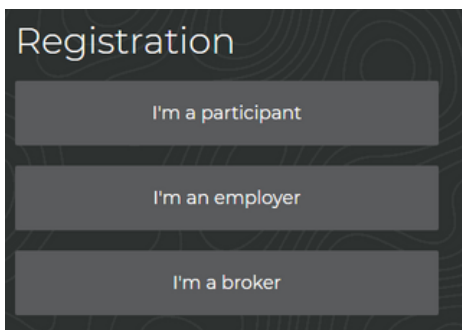 Registration
I'm a participant
I'm an employer
I'm a broker